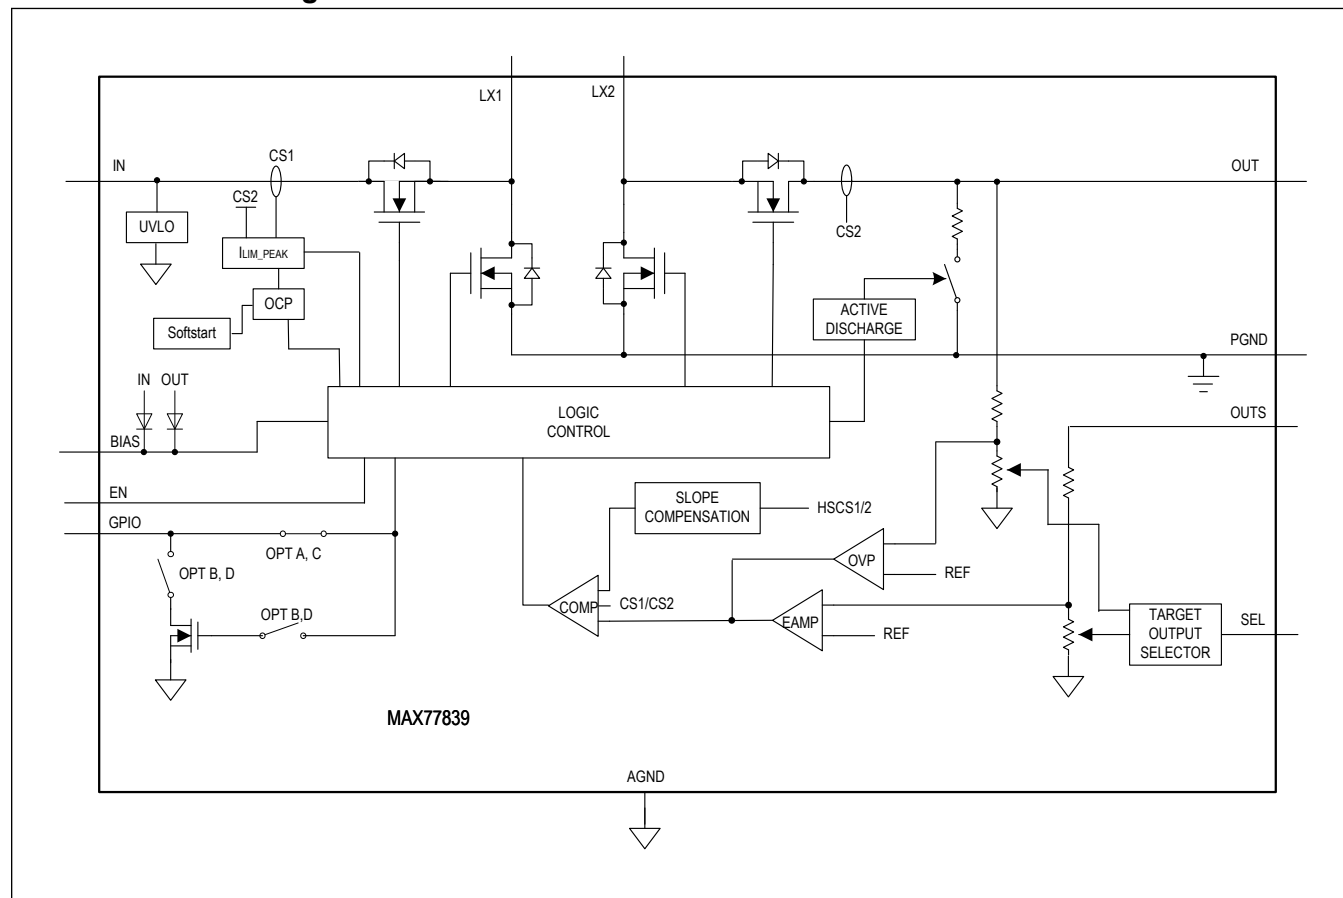 LX1
LX2
IN
CS1
OUT
CS2
UVLO
CS2
ILIM_PEAK
OCP
ACTIVE
DISCHARGE
Softstart
PGND
IN
OUT
LOGIC
CONTROL
OUTS
BIAS
EN
SLOPE
COMPENSATION
HSCS1/2
GPIO
OPT A, C
OVP
OPT B, D
REF
COMP
CS1/CS2
OPT B,D
EAMP
TARGET
OUTPUT
SELECTOR
SEL
REF
MAX77839
AGND